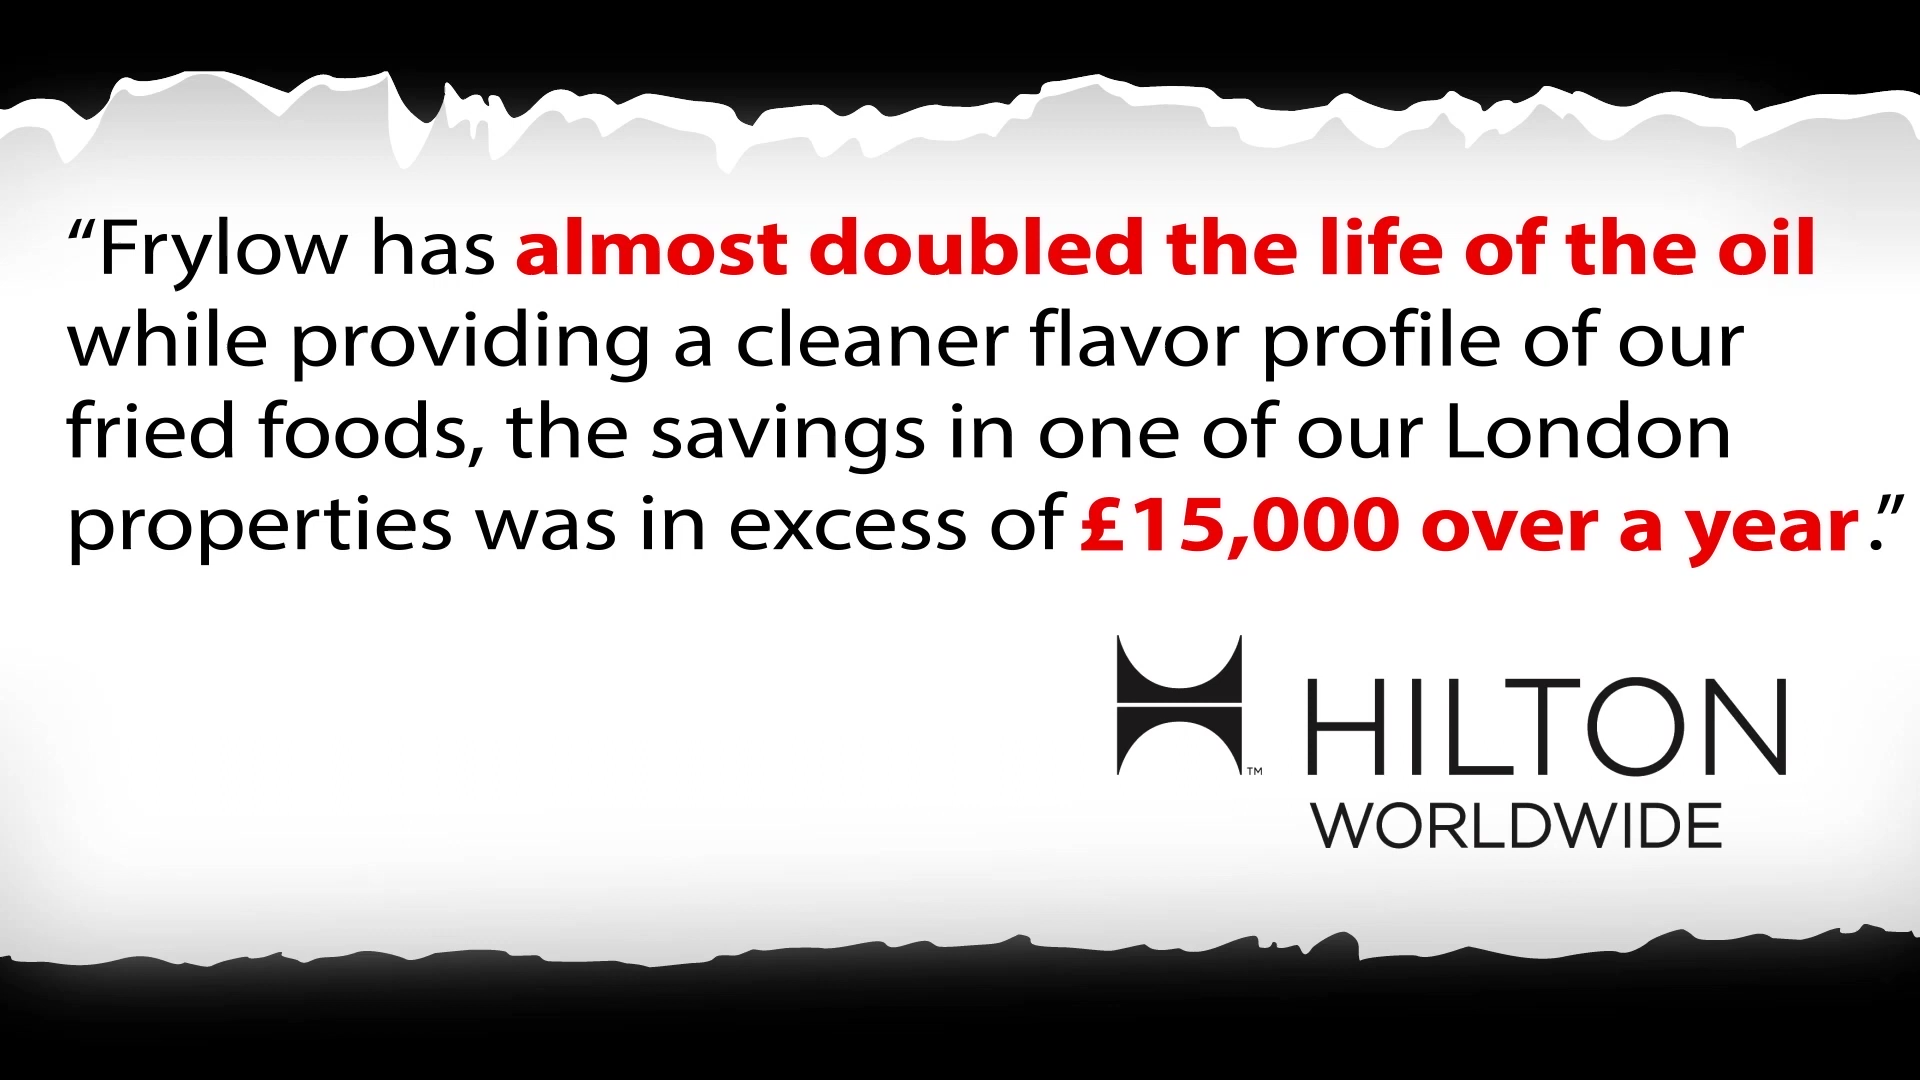 “Frylow has almost doubled the life of the oil
while providing a cleaner flavor profile of our
fried foods, the savings in one of our London
properties was in excess of £15,000 over a year.”
™ HILTON
WORLDWIDE